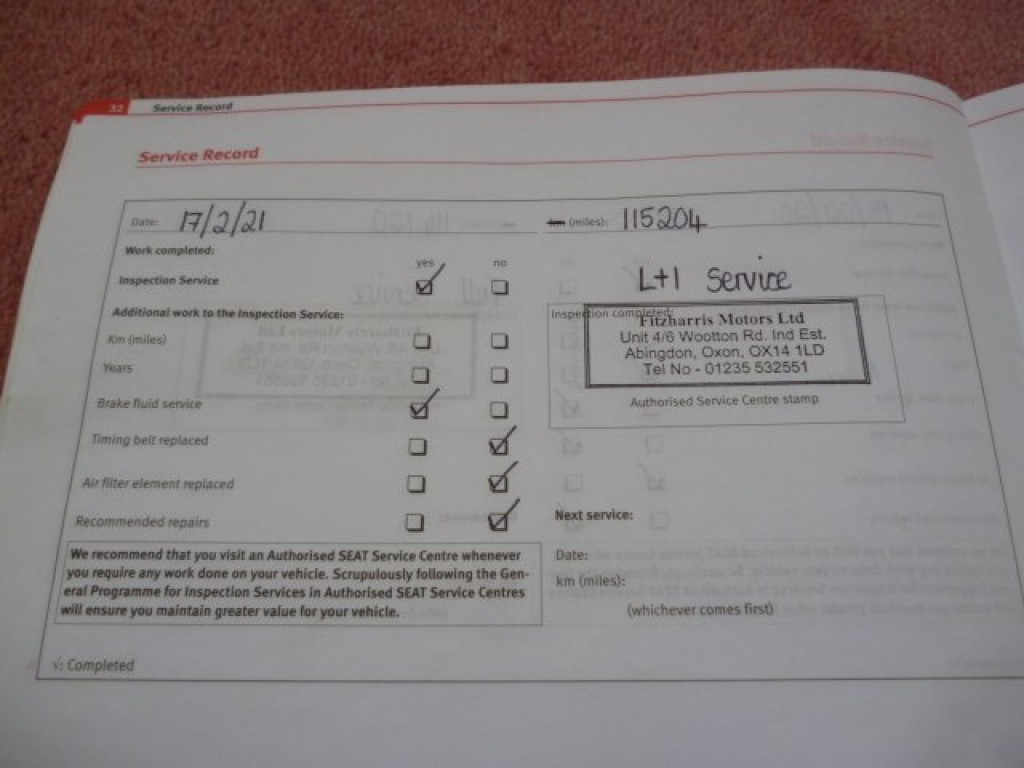 32 Service Record
Service Record
Date: 17/2/21
km (miles): 115204
Work completed:
yes no
Inspection Service
L+I Service
Additional work to the Inspection Service:
Inspection completed:
Fitzharris Motors Ltd
Unit 4/6 Wootton Rd. Ind Est.
Abingdon, Oxon, OX14 1LD
Tel No - 01235 532551
Authorised Service Centre stamp
Km (miles)
Years
Brake fluid service
Timing belt replaced
Air filter element replaced
Recommended repairs
Next service:
Date:
km (miles):
(whichever comes first)
We recommend that you visit an Authorised SEAT Service Centre whenever
you require any work done on your vehicle. Scrupulously following the Gen-
eral Programme for Inspection Services in Authorised SEAT Service Centres
will ensure you maintain greater value for your vehicle.
√: Completed